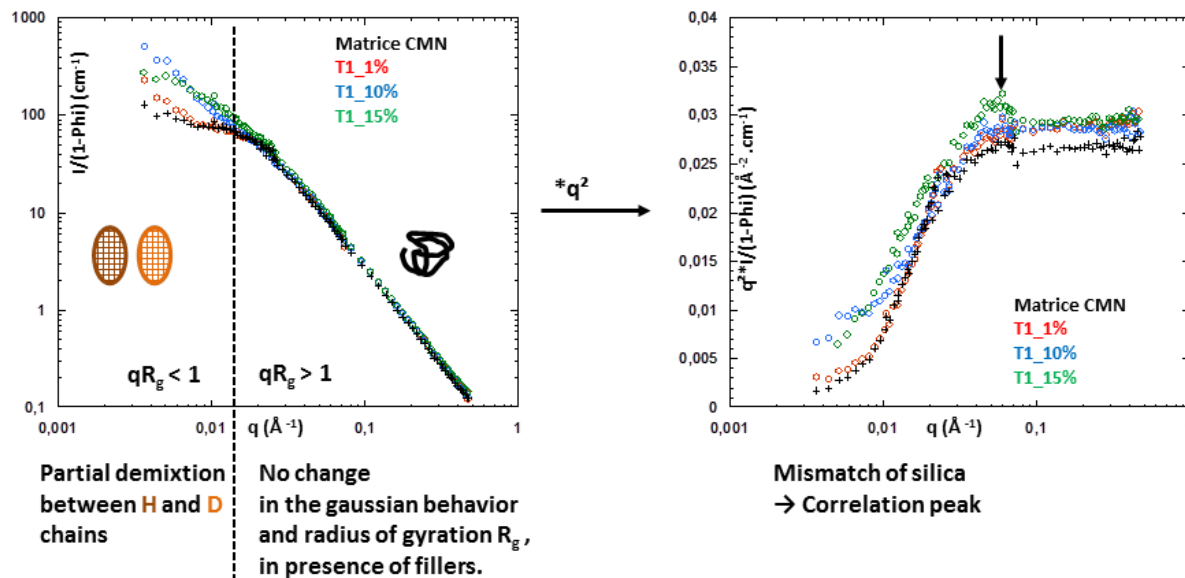 1000
100
10
1
0,1
I/(1-Phi) (cm⁻¹)
Matrice CMN
T1_1%
T1_10%
T1_15%
qRg < 1
qRg > 1
0,001
0,01
0,1
1
q (Å⁻¹)
Partial demixtion
between H and D
chains
No change
in the gaussian behavior
and radius of gyration Rg ,
in presence of fillers.
*q²
0,04
0,035
0,03
0,025
0,02
0,015
0,01
0,005
0
q²*I/(1-Phi) (Å⁻².cm⁻¹)
Matrice CMN
T1_1%
T1_10%
T1_15%
0,001
0,01
0,1
q (Å⁻¹)
Mismatch of silica
→ Correlation peak